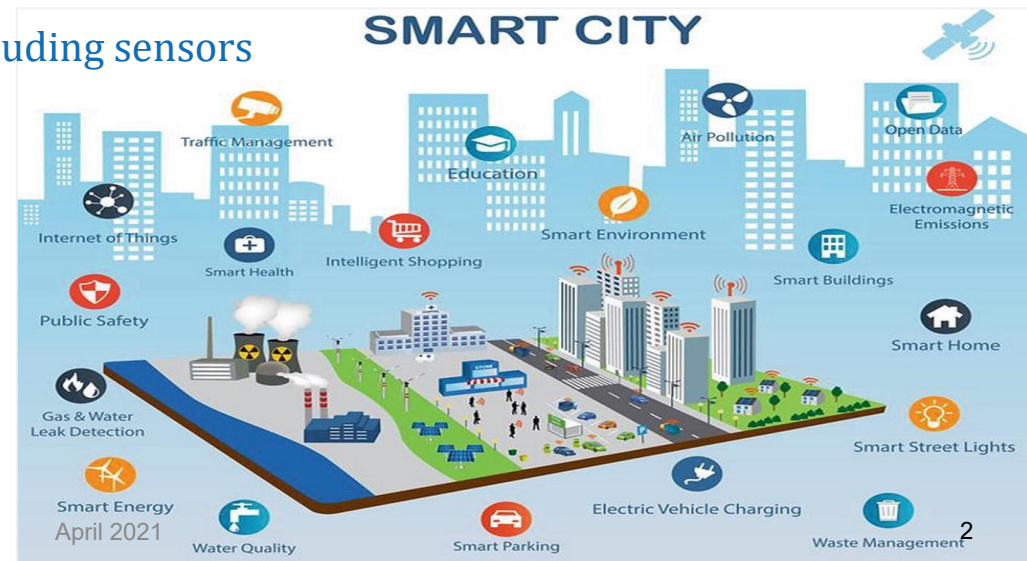 SMART CITY
uding sensors
Traffic Management
Education
Air Pollution
Open Data
Internet of Things
Smart Health
Intelligent Shopping
Smart Environment
Electromagnetic
Emissions
Smart Buildings
Public Safety
Smart Home
STORE
Gas & Water
Leak Detection
P
Smart Street Lights
Smart Energy
Electric Vehicle Charging
April 2021
Water Quality
Smart Parking
Waste Management
2